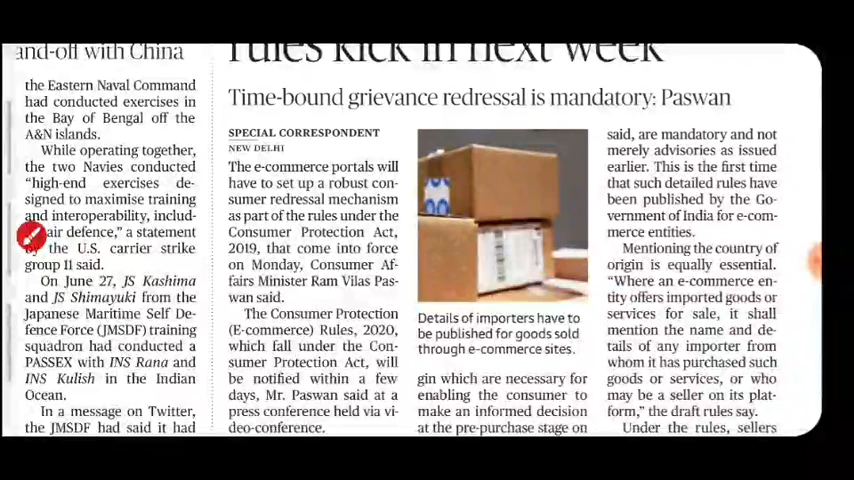 and-off with China
the Eastern Naval Command
had conducted exercises in
the Bay of Bengal off the
A&N islands.
While operating together,
the two Navies conducted
“high-end exercises de-
signed to maximise training
and interoperability, includ-
air defence,” a statement
the U.S. carrier strike
group 11 said.
On June 27, JS Kashima
and JS Shimayuki from the
Japanese Maritime Self De-
fence Force (JMSDF) training
squadron had conducted a
PASSEX with INS Rana and
INS Kulish in the Indian
Ocean.
In a message on Twitter,
the JMSDF had said it had
rules kick in next week
Time-bound grievance redressal is mandatory: Paswan
SPECIAL CORRESPONDENT
NEW DELHI
The e-commerce portals will
have to set up a robust con-
sumer redressal mechanism
as part of the rules under the
Consumer Protection Act,
2019, that come into force
on Monday, Consumer Af-
fairs Minister Ram Vilas Pas-
wan said.
The Consumer Protection
(E-commerce) Rules, 2020,
which fall under the Con-
sumer Protection Act, will
be notified within a few
days, Mr. Paswan said at a
press conference held via vi-
deo-conference.
Details of importers have to
be published for goods sold
through e-commerce sites.
gin which are necessary for
enabling the consumer to
make an informed decision
at the pre-purchase stage on
said, are mandatory and not
merely advisories as issued
earlier. This is the first time
that such detailed rules have
been published by the Go-
vernment of India for e-com-
merce entities.
Mentioning the country of
origin is equally essential.
“Where an e-commerce en-
tity offers imported goods or
services for sale, it shall
mention the name and de-
tails of any importer from
whom it has purchased such
goods or services, or who
may be a seller on its plat-
form,” the draft rules say.
Under the rules, sellers